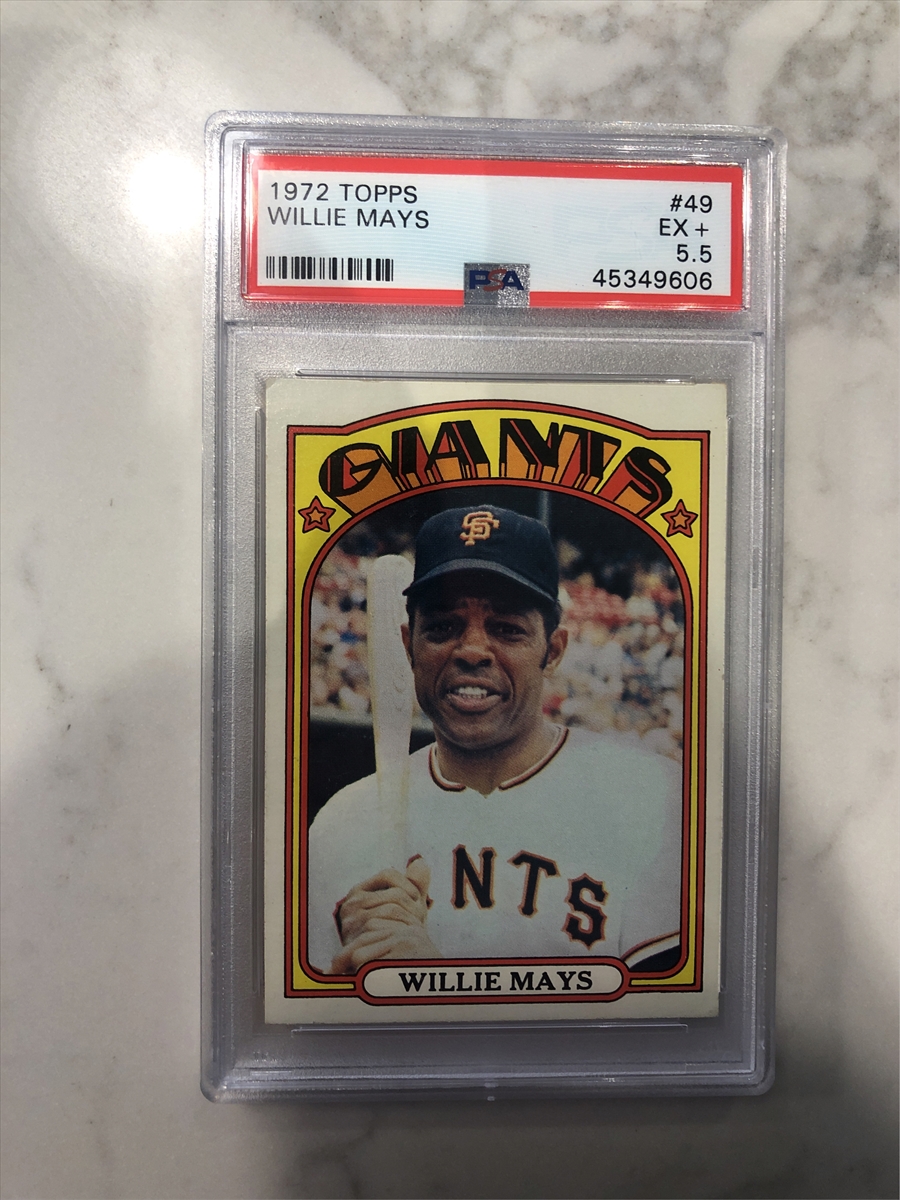 1972 TOPPS
WILLIE MAYS
#49
EX +
5.5
45349606
PSA
GIANTS
SF
NTS
WILLIE MAYS